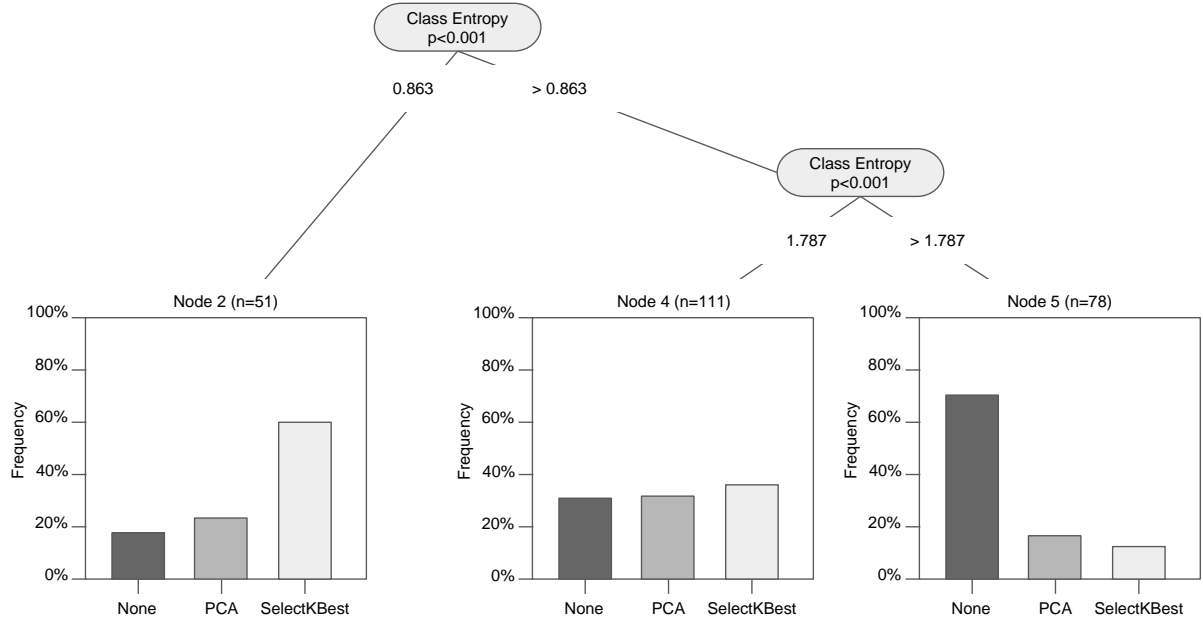 Class Entropy
p<0.001
0.863
> 0.863
Class Entropy
p<0.001
1.787
> 1.787
Node 2 (n=51)
100%
80%
60%
40%
20%
0%
Frequency
None PCA SelectKBest
Node 4 (n=111)
100%
80%
60%
40%
20%
0%
Frequency
None PCA SelectKBest
Node 5 (n=78)
100%
80%
60%
40%
20%
0%
Frequency
None PCA SelectKBest